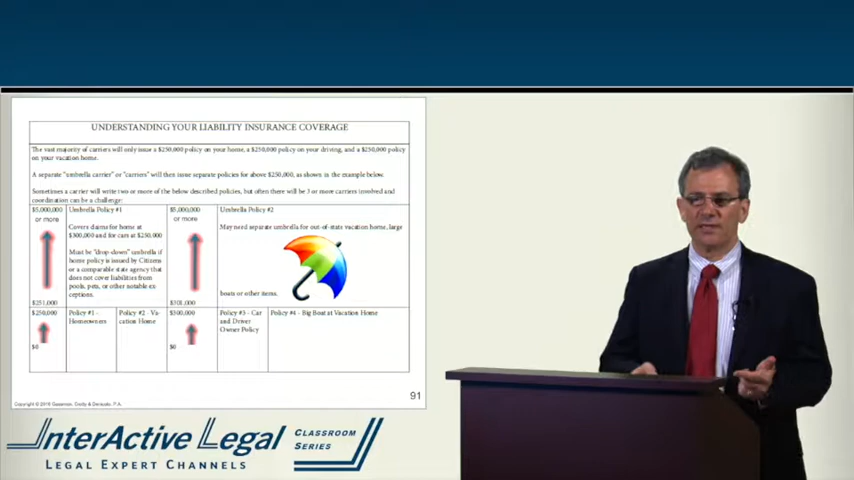 UNDERSTANDING YOUR LIABILITY INSURANCE COVERAGE
The vast majority of carriers will only issue a $250,000 policy on your home, a $250,000 policy on your driving, and a $250,000 policy
on your vacation home.
A separate "umbrella carrier" or "carriers" will then issue separate policies for above $250,000, as shown in the example below.
Sometimes a carrier will write two or more of the below described policies, but often there will be 3 or more carriers involved and
coordination can be a challenge:
$5,000,000
or more
$251,000
Umbrella Policy #1
Covers claims for home at
$300,000 and for cars at $250,000
Must be "drop-down" umbrella if
home policy is issued by Citizens
or a comparable state agency that
does not cover liabilities from
pools, pets, or other notable ex-
ceptions.
$5,000,000
or more
$301,000
Umbrella Policy #2
May need separate umbrella for out-of-state vacation home, large
boats or other items.
$250,000
$0
Policy #1 -
Homeowners
Policy #2 - Va-
cation Home
$300,000
$0
Policy #3 - Car
and Driver
Owner Policy
Policy #4 - Big Boat at Vacation Home
91
InterActive Legal
CLASSROOM
SERIES
LEGAL EXPERT CHANNELS